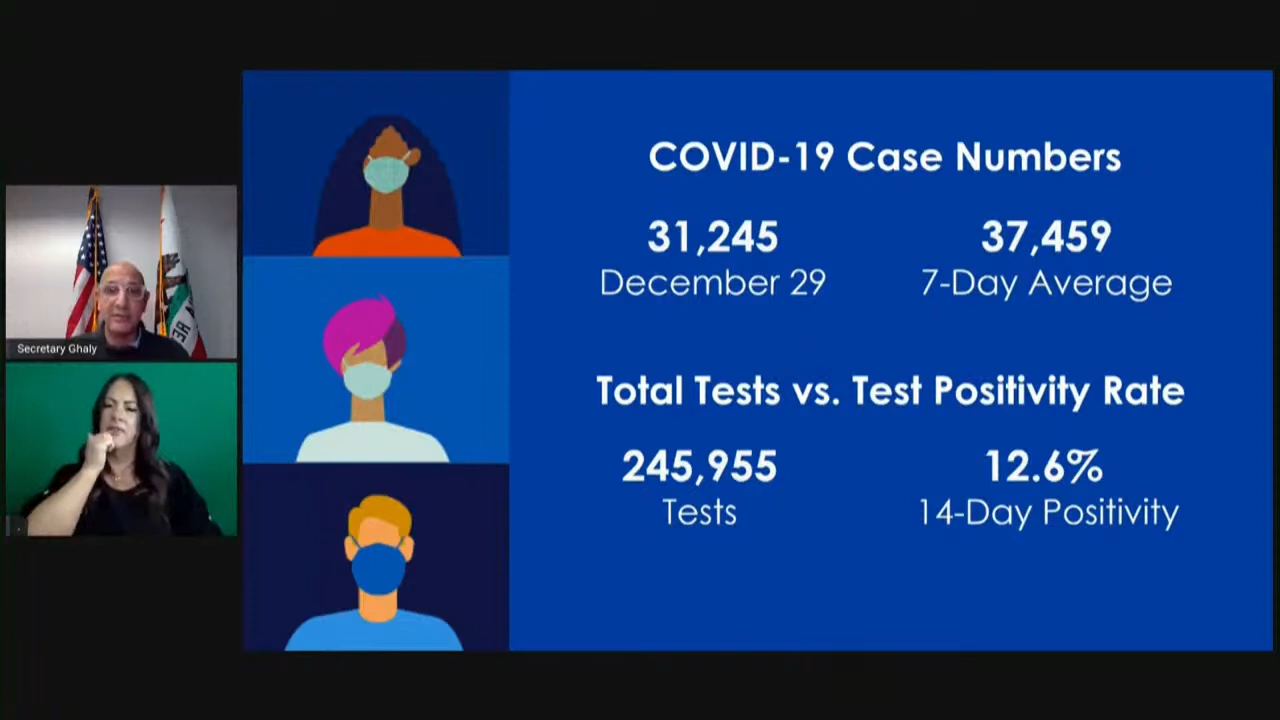 COVID-19 Case Numbers
31,245
37,459
December 29
7-Day Average
Total Tests vs. Test Positivity Rate
245,955
12.6%
Tests
14-Day Positivity
Secretary Ghaly
RE